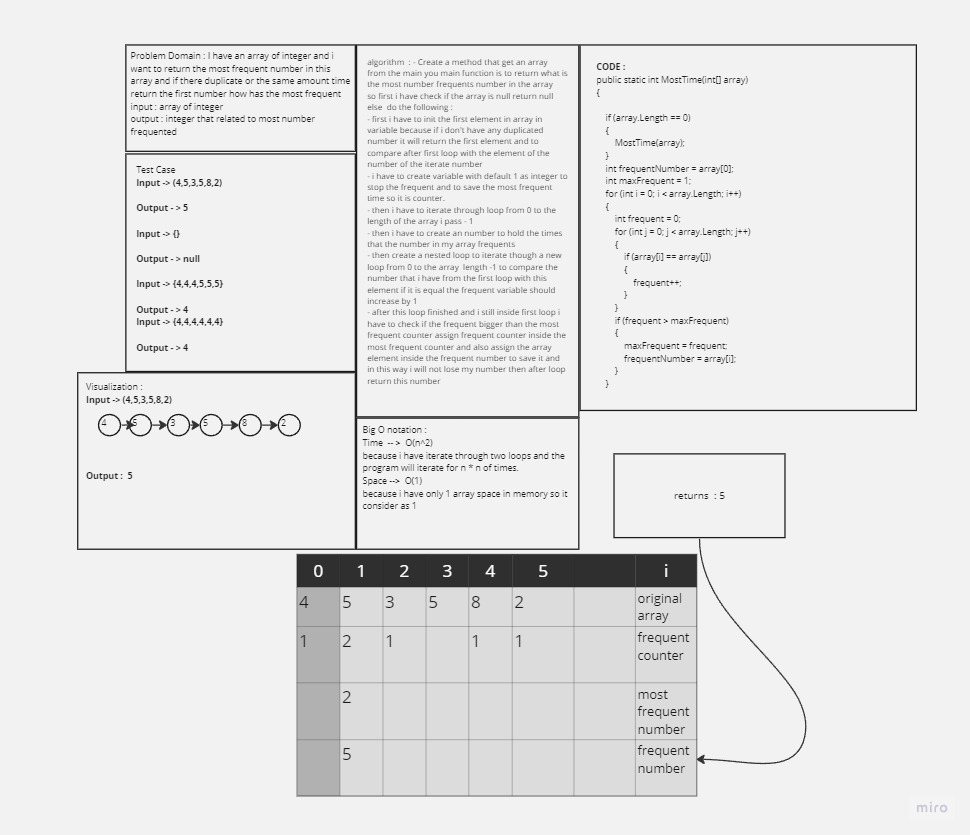 Problem Domain : I have an array of integer and i
want to return the most frequent number in this
array and if there duplicate or the same amount time
return the first number how has the most frequent
input : array of integer
output : integer that related to most number
frequented
Test Case
Input -> (4,5,3,5,8,2)
Output - > 5
Input -> {}
Output - > null
Input -> {4,4,4,5,5,5}
Output - > 4
Input -> {4,4,4,4,4,4}
Output - > 4
Visualization :
Input -> (4,5,3,5,8,2)
4 5 3 5 8 2
Output : 5
algorithm : - Create a method that get an array
from the main you main function is to return what is
the most number frequents number in the array
so first i have check if the array is null return null
else do the following :
- first i have to init the first element in array in
variable because if i don't have any duplicated
number it will return the first element and to
compare after first loop with the element of the
number of the iterate number
- i have to create variable with default 1 as integer to
stop the frequent and to save the most frequent
time so it is counter.
- then i have to iterate through loop from 0 to the
length of the array i pass - 1
- then i have to create an number to hold the times
that the number in my array frequents
- then create a nested loop to iterate though a new
loop from 0 to the array length -1 to compare the
number that i have from the first loop with this
element if it is equal the frequent variable should
increase by 1
- after this loop finished and i still inside first loop i
have to check if the frequent bigger than the most
frequent counter assign frequent counter inside the
most frequent counter and also assign the array
element inside the frequent number to save it and
in this way i will not lose my number then after loop
return this number
Big O notation :
Time -- > O(n^2)
because i have iterate through two loops and the
program will iterate for n * n of times.
Space --> O(1)
because i have only 1 array space in memory so it
consider as 1
CODE :
public static int MostTime(int[] array)
{
if (array.Length == 0)
{
MostTime(array);
}
int frequentNumber = array[0];
int maxFrequent = 1;
for (int i = 0; i < array.Length; i++)
{
int frequent = 0;
for (int j = 0; j < array.Length; j++)
{
if (array[i] == array[j])
{
frequent++;
}
}
if (frequent > maxFrequent)
{
maxFrequent = frequent;
frequentNumber = array[i];
}
}
returns : 5
0 1 2 3 4 5 i
4 5 3 5 8 2 original
array
1 2 1 1 1 frequent
counter
2 most
frequent
number
5 frequent
number
miro